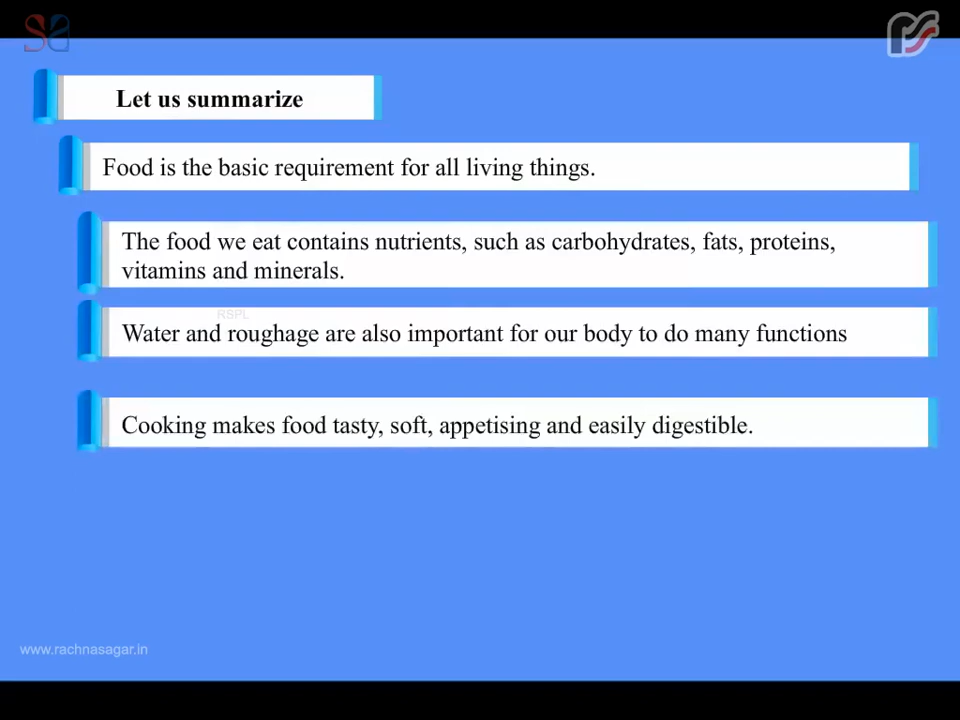 Let us summarize
Food is the basic requirement for all living things.
The food we eat contains nutrients, such as carbohydrates, fats, proteins,
vitamins and minerals.
RSPL
Water and roughage are also important for our body to do many functions
Cooking makes food tasty, soft, appetising and easily digestible.
www.rachnasagar.in